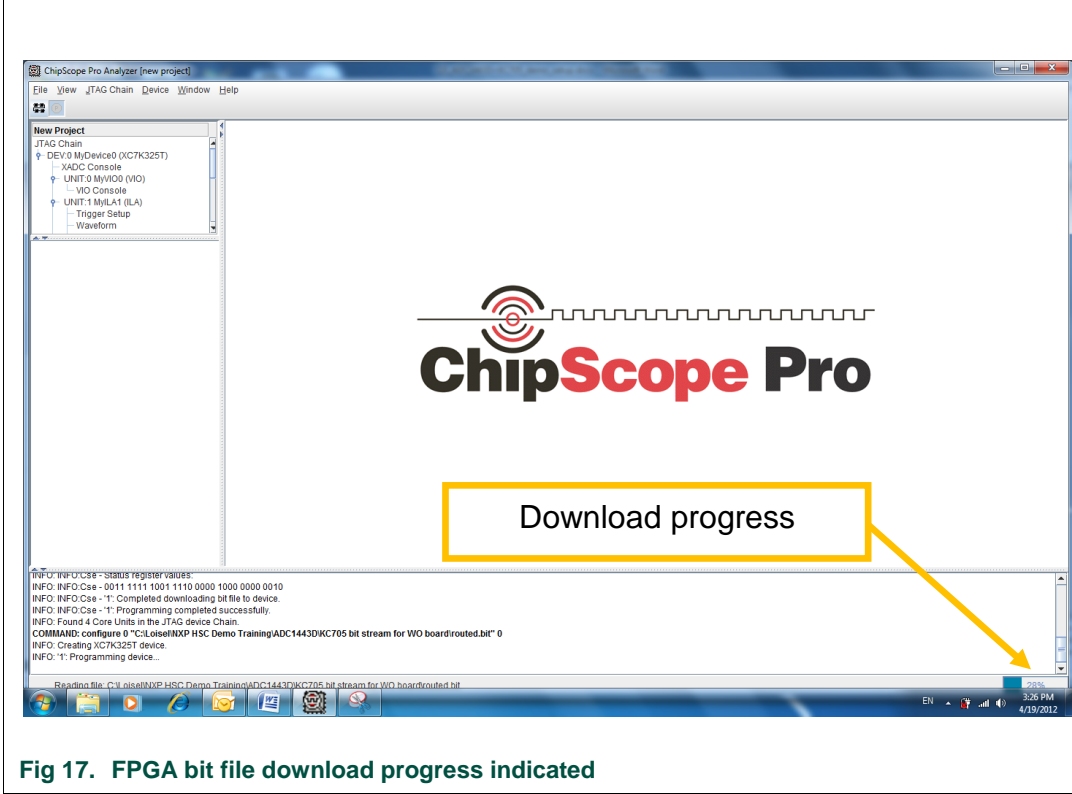 ChipScope Pro Analyzer [new project]
File View JTAG Chain Device Window Help
New Project
JTAG Chain
DEV:0 MyDevice0 (XC7K325T)
XADC Console
UNIT:0 MyVIO0 (VIO)
VIO Console
UNIT:1 MyILA1 (ILA)
Trigger Setup
Waveform
ChipScope Pro
Download progress
INFO: INFO:Cse - Status register values:
INFO: INFO:Cse - 0011 1111 1001 1110 0000 1000 0000 0010
INFO: INFO:Cse - '1': Completed downloading bit file to device.
INFO: INFO:Cse - '1': Programming completed successfully.
INFO: Found 4 Core Units in the JTAG device Chain.
COMMAND: configure 0 "C:\Loisel\NXP HSC Demo Training\ADC1443D\KC705 bit stream for WO board\routed.bit" 0
INFO: Creating XC7K325T device.
INFO: '1': Programming device...
Reading file: C:\Loisel\NXP HSC Demo Training\ADC1443D\KC705 bit stream for WO board\routed.bit
28%
EN
3:26 PM
4/19/2012
Fig 17. FPGA bit file download progress indicated